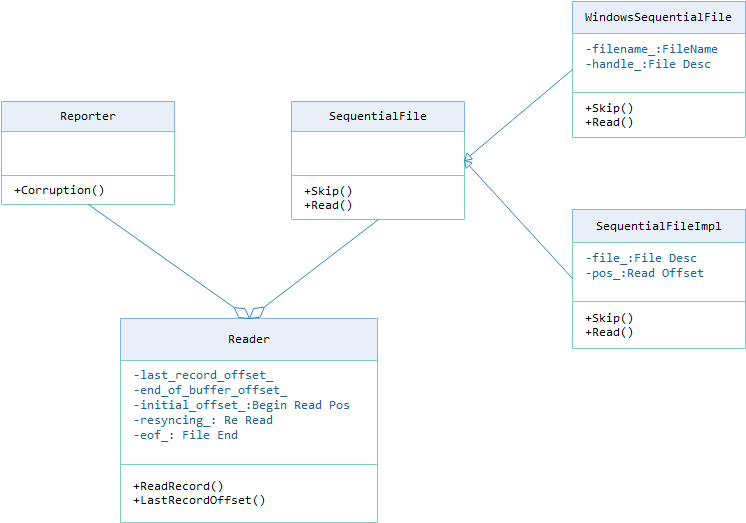 WindowsSequentialFile
-filename_:FileName
-handle_:File Desc
+Skip()
+Read()
Reporter
+Corruption()
SequentialFile
+Skip()
+Read()
SequentialFileImpl
-file_:File Desc
-pos_:Read Offset
+Skip()
+Read()
Reader
-last_record_offset_
-end_of_buffer_offset_
-initial_offset_:Begin Read Pos
-resyncing_: Re Read
-eof_: File End
+ReadRecord()
+LastRecordOffset()